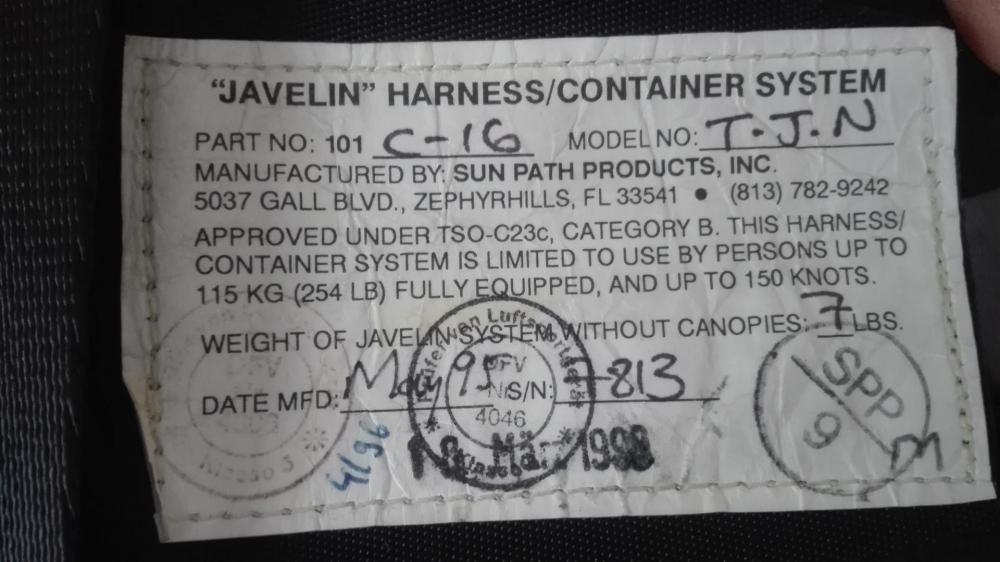 "JAVELIN" HARNESS/CONTAINER SYSTEM
PART NO: 101 C-16 MODEL NO: T.J.N
MANUFACTURED BY: SUN PATH PRODUCTS, INC.
5037 GALL BLVD., ZEPHYRHILLS, FL 33541 ● (813) 782-9242
APPROVED UNDER TSO-C23c, CATEGORY B. THIS HARNESS/
CONTAINER SYSTEM IS LIMITED TO USE BY PERSONS UP TO
115 KG (254 LB) FULLY EQUIPPED, AND UP TO 150 KNOTS.
WEIGHT OF JAVELIN SYSTEM WITHOUT CANOPIES: 7 LBS.
DATE MFD: May 95 S/N: 813
4046
4/96
Mär. 1998
SPP
9
m